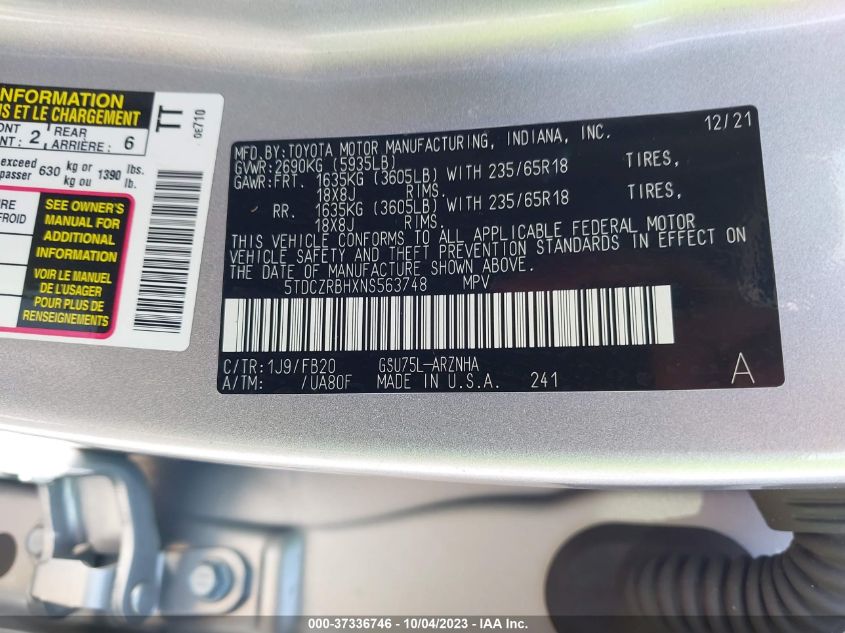 INFORMATION
S ET LE CHARGEMENT
ONT 2 REAR 6
NT : ARRIÈRE :
exceed 630 kg or 1390 lbs.
passer kg ou lb.
URE
FROID
SEE OWNER'S
MANUAL FOR
ADDITIONAL
INFORMATION
VOIR LE MANUEL
DE L'USAGER
POUR PLUS DE
RENSEIGNEMENTS
TT
0E710
MFD.BY:TOYOTA MOTOR MANUFACTURING, INDIANA, INC. 12/21
GVWR:2690KG (5935LB)
GAWR:FRT. 1635KG (3605LB) WITH 235/65R18 TIRES,
18X8J RIMS.
RR. 1635KG (3605LB) WITH 235/65R18 TIRES,
18X8J RIMS.
THIS VEHICLE CONFORMS TO ALL APPLICABLE FEDERAL MOTOR
VEHICLE SAFETY AND THEFT PREVENTION STANDARDS IN EFFECT ON
THE DATE OF MANUFACTURE SHOWN ABOVE.
5TDCZRBHXNS563748 MPV
C/TR:1J9/FB20 GSU75L-ARZNHA
A/TM: /UA80F MADE IN U.S.A. 241 A
000-37336746 - 10/04/2023 - IAA Inc.